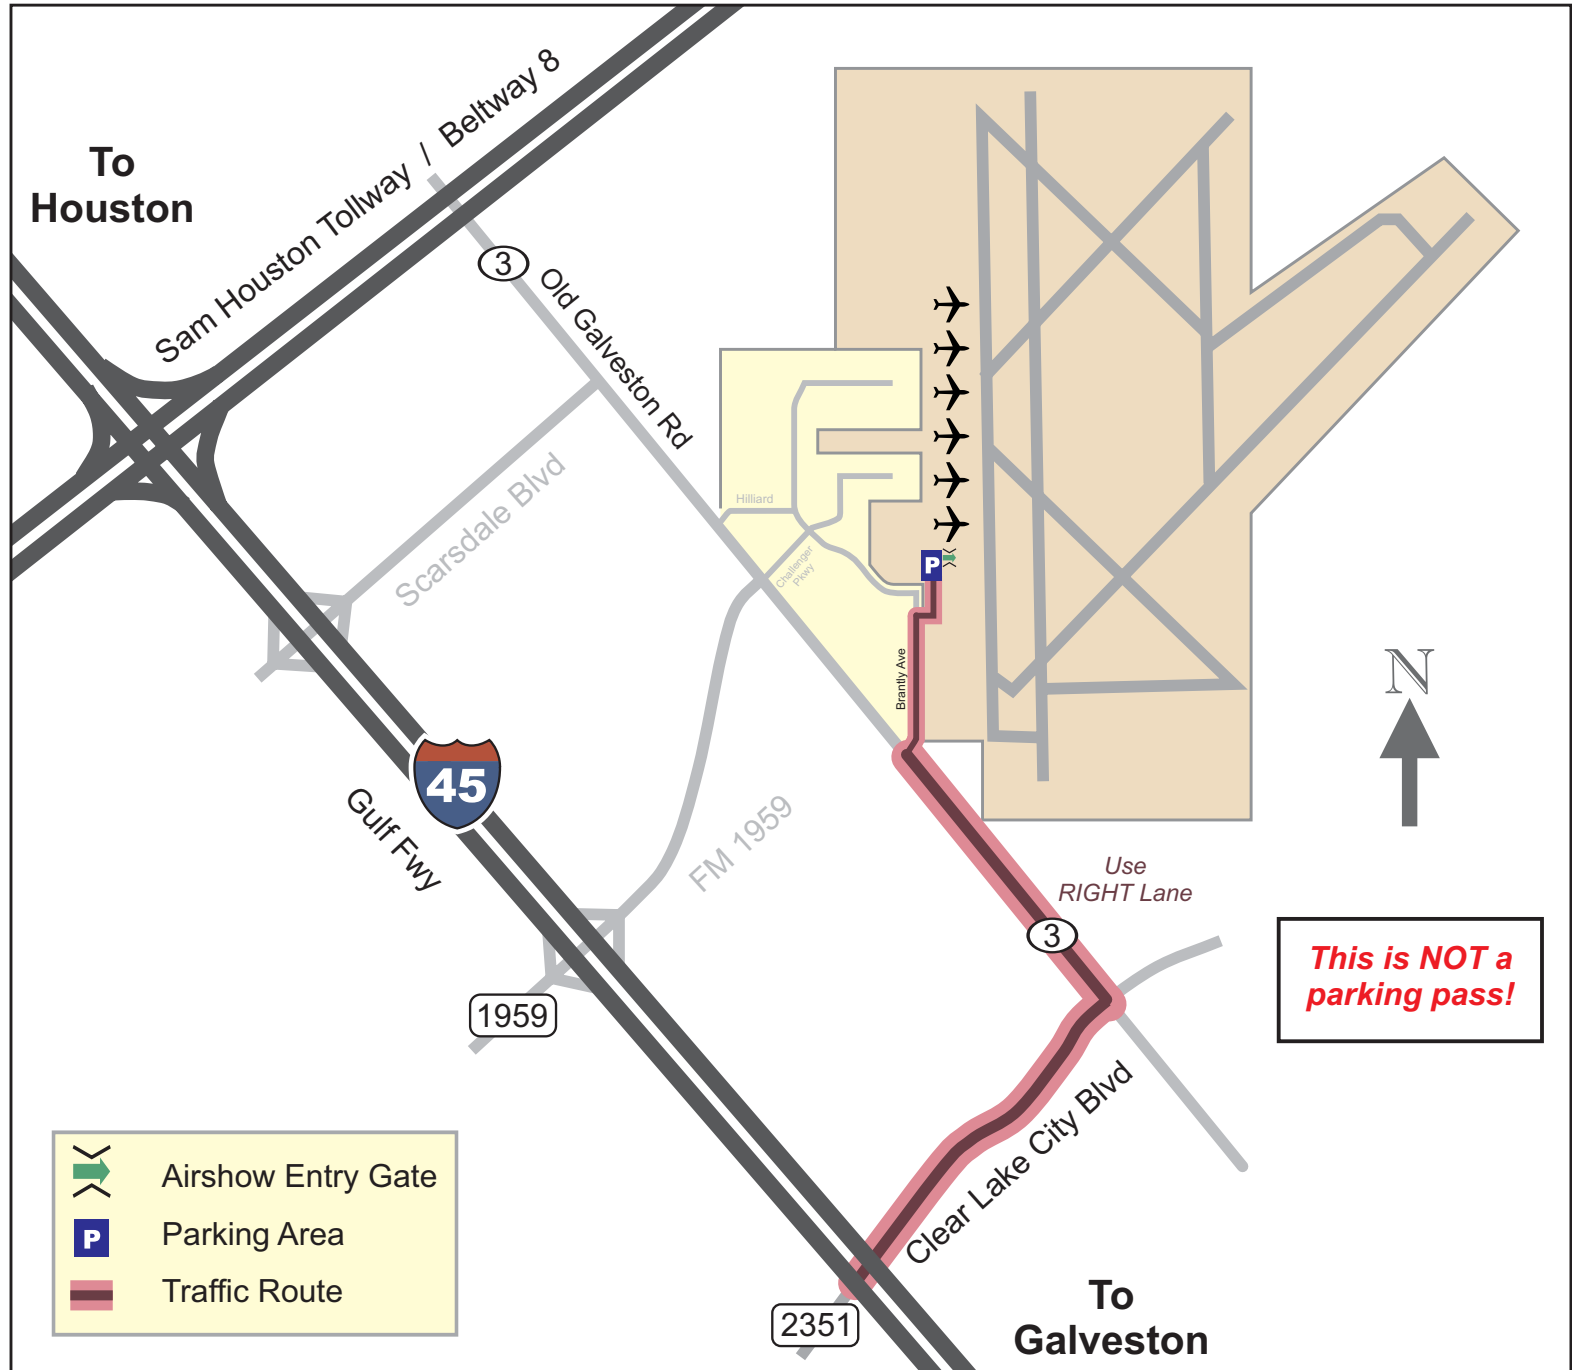 To
Houston
Sam Houston Tollway / Beltway 8
3
Old Galveston Rd
Scarsdale Blvd
Hilliard
Challenger
Pkwy
P
Brantly Ave
N
45
Gulf Fwy
FM 1959
Use
RIGHT Lane
3
This is NOT a
parking pass!
1959
Clear Lake City Blvd
Airshow Entry Gate
P
Parking Area
Traffic Route
2351
To
Galveston